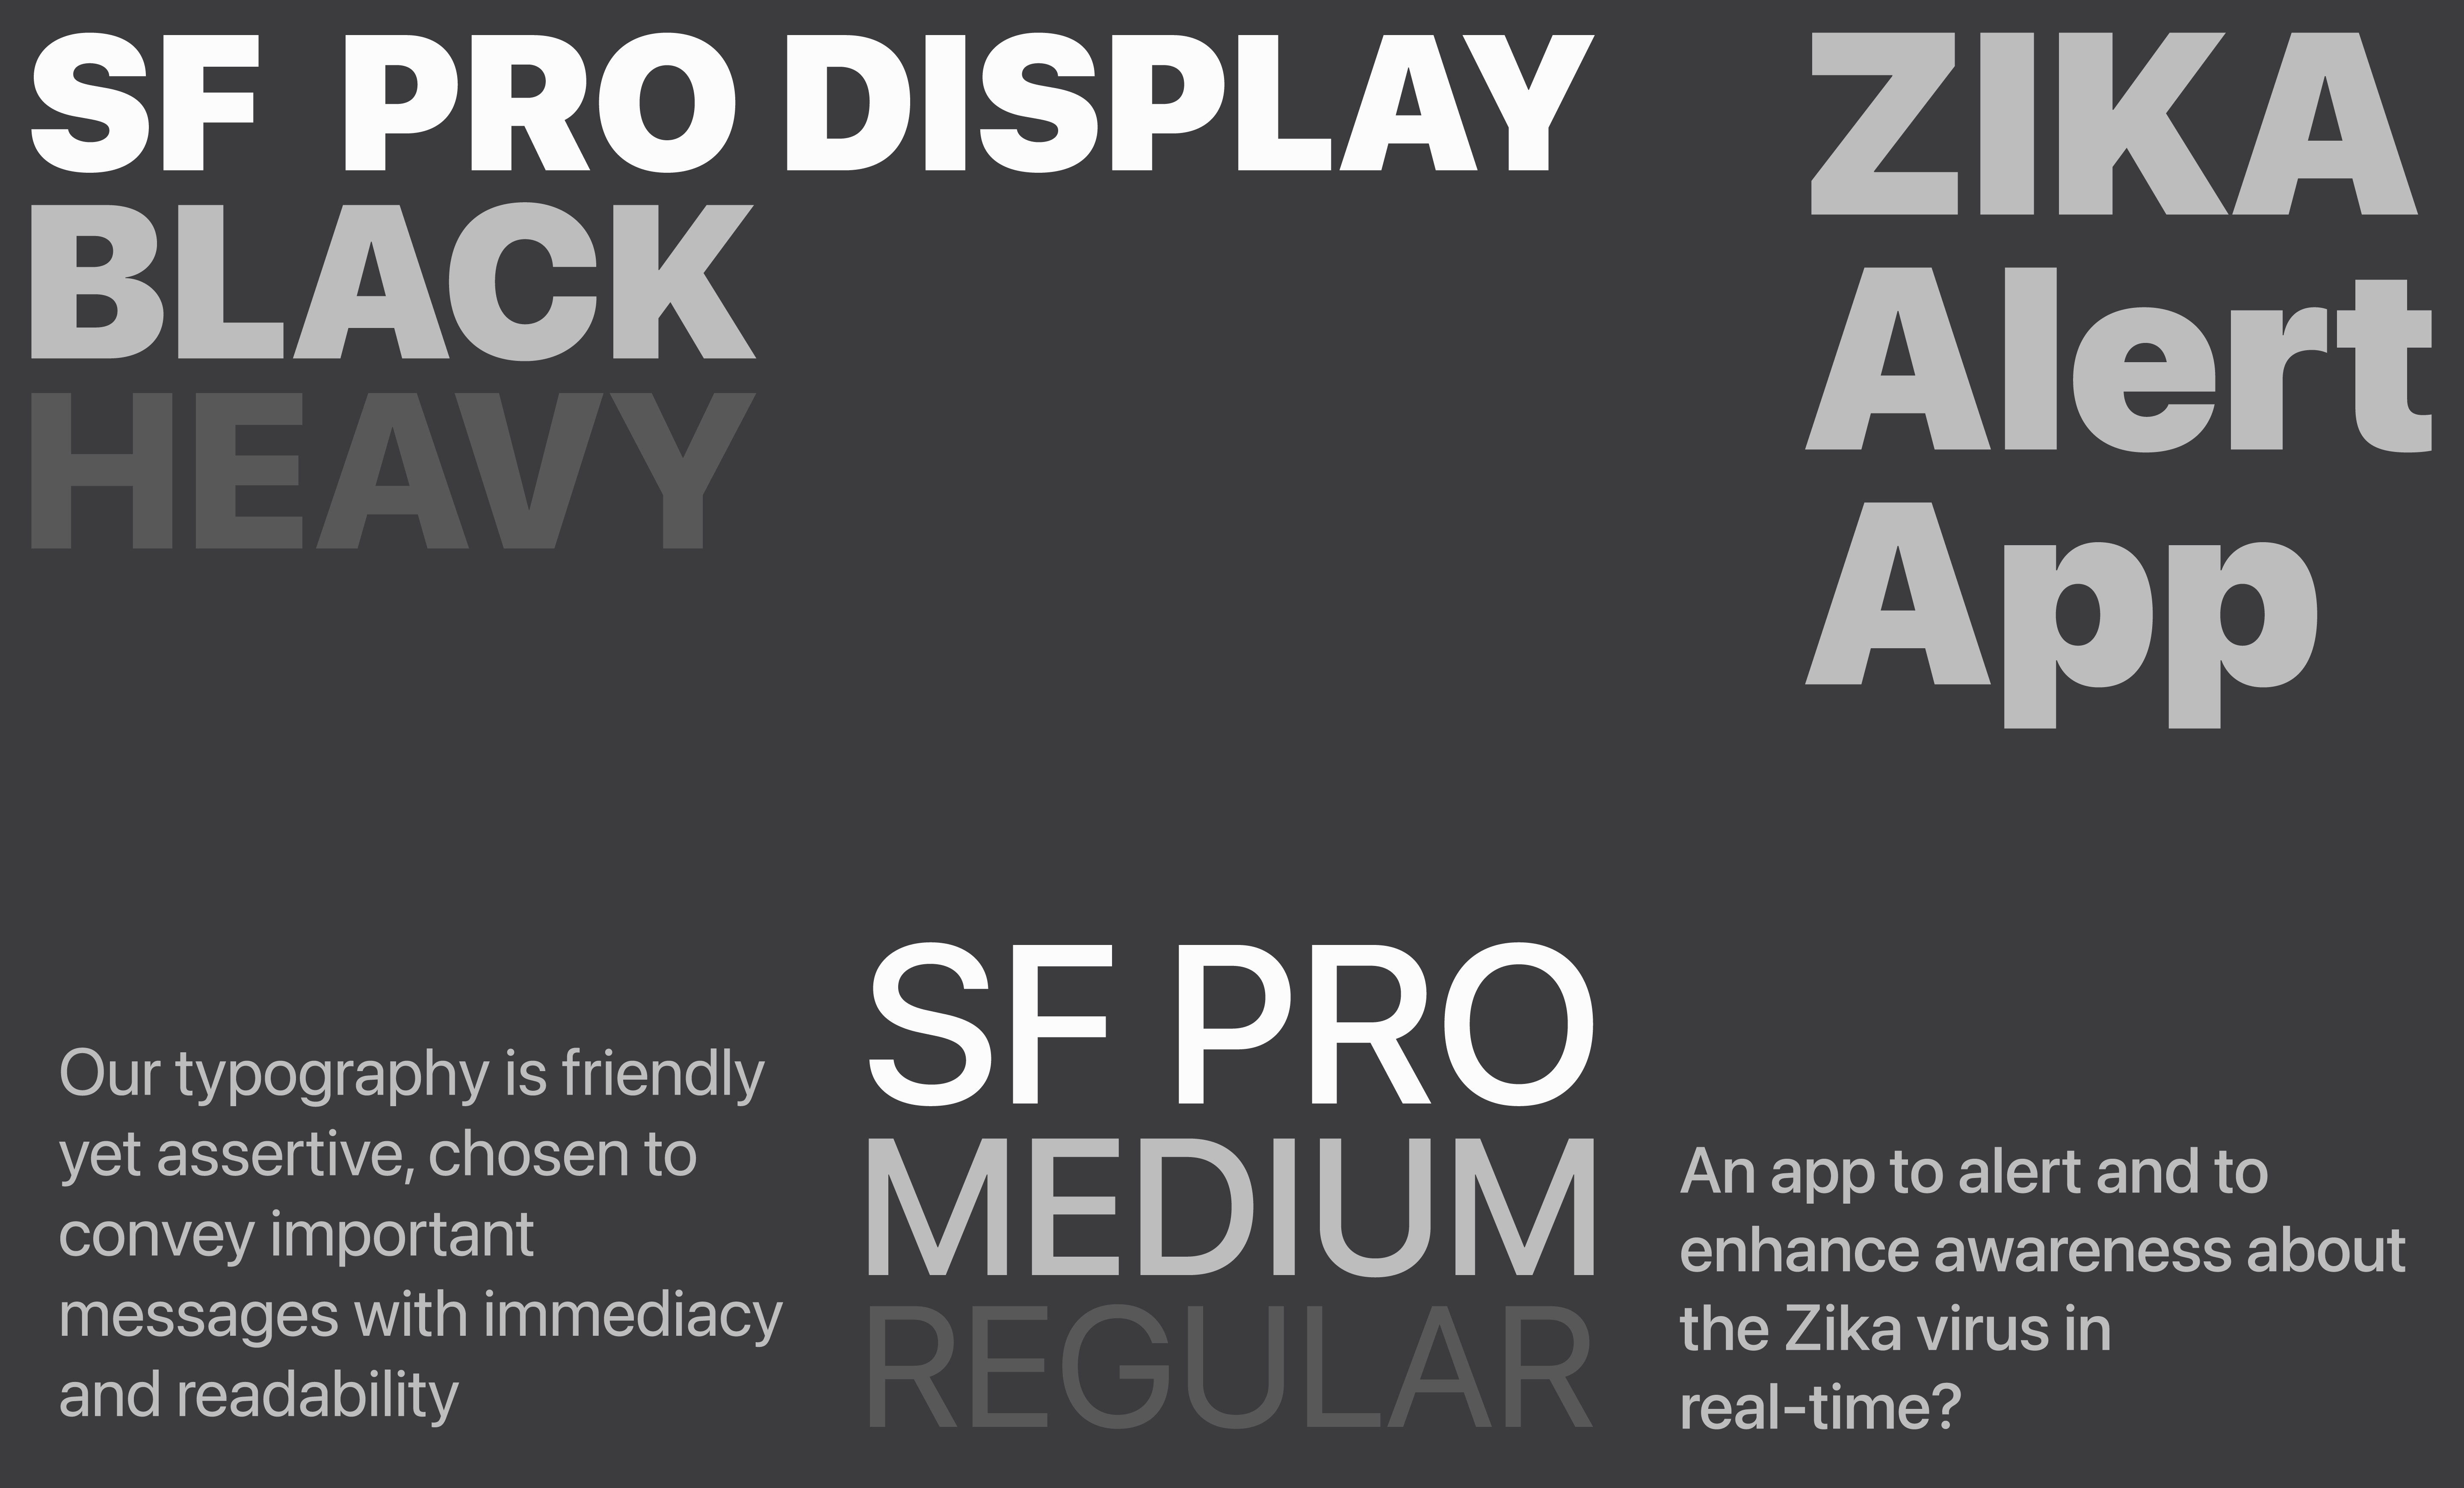 SF PRO DISPLAY
BLACK
HEAVY
ZIKA
Alert
App
Our typography is friendly
yet assertive, chosen to
convey important
messages with immediacy
and readability
SF PRO
MEDIUM
REGULAR
An app to alert and to
enhance awareness about
the Zika virus in
real-time?